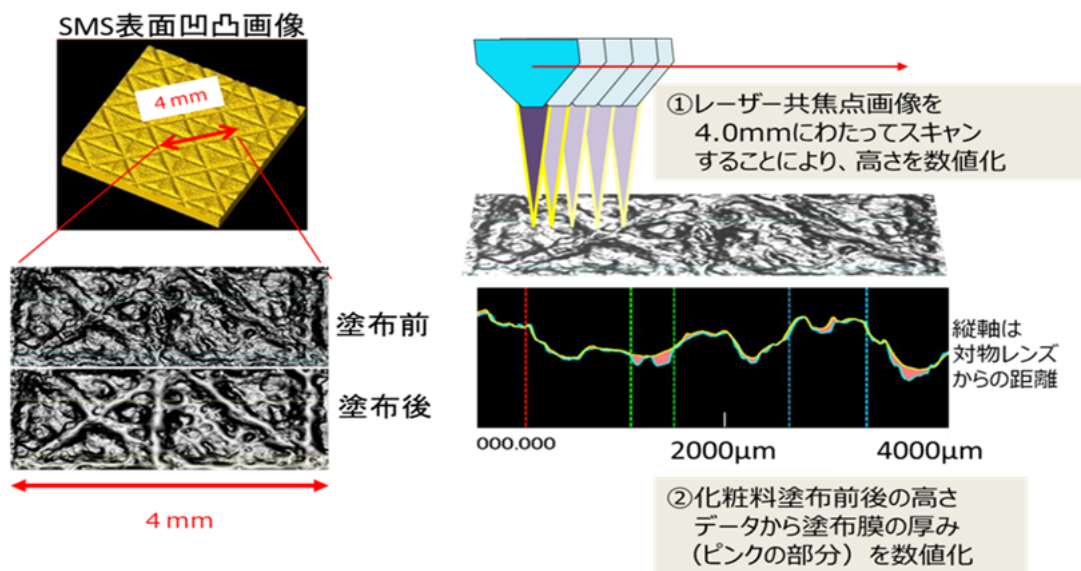 SMS表面凹凸画像
4 mm
塗布前
塗布後
4 mm
①レーザー共焦点画像を
4.0mmにわたってスキャン
することにより、高さを数値化
縦軸は
対物レンズ
からの距離
000.000
2000μm
4000μm
②化粧料塗布前後の高さ
データから塗布膜の厚み
(ピンクの部分)を数値化